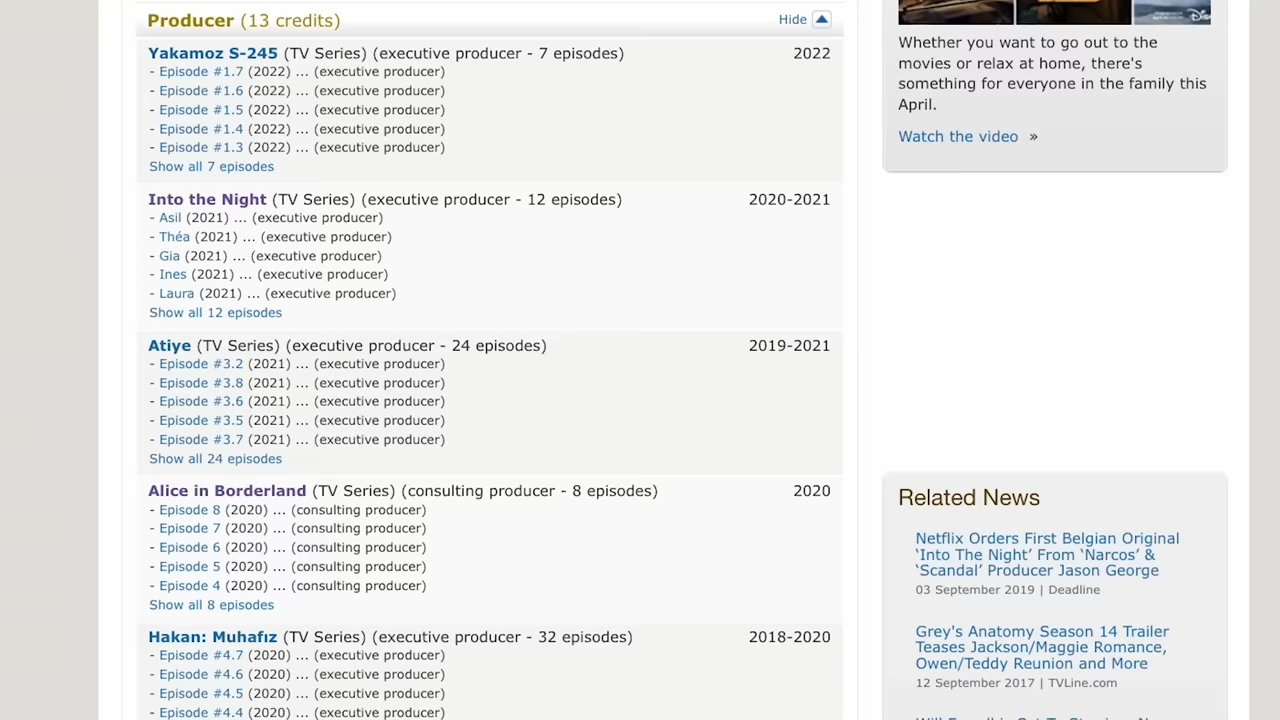 Producer (13 credits)
Hide
Yakamoz S-245 (TV Series) (executive producer - 7 episodes) 2022
- Episode #1.7 (2022) ... (executive producer)
- Episode #1.6 (2022) ... (executive producer)
- Episode #1.5 (2022) ... (executive producer)
- Episode #1.4 (2022) ... (executive producer)
- Episode #1.3 (2022) ... (executive producer)
Show all 7 episodes
Into the Night (TV Series) (executive producer - 12 episodes) 2020-2021
- Asil (2021) ... (executive producer)
- Théa (2021) ... (executive producer)
- Gia (2021) ... (executive producer)
- Ines (2021) ... (executive producer)
- Laura (2021) ... (executive producer)
Show all 12 episodes
Atiye (TV Series) (executive producer - 24 episodes) 2019-2021
- Episode #3.2 (2021) ... (executive producer)
- Episode #3.8 (2021) ... (executive producer)
- Episode #3.6 (2021) ... (executive producer)
- Episode #3.5 (2021) ... (executive producer)
- Episode #3.7 (2021) ... (executive producer)
Show all 24 episodes
Alice in Borderland (TV Series) (consulting producer - 8 episodes) 2020
- Episode 8 (2020) ... (consulting producer)
- Episode 7 (2020) ... (consulting producer)
- Episode 6 (2020) ... (consulting producer)
- Episode 5 (2020) ... (consulting producer)
- Episode 4 (2020) ... (consulting producer)
Show all 8 episodes
Hakan: Muhafız (TV Series) (executive producer - 32 episodes) 2018-2020
- Episode #4.7 (2020) ... (executive producer)
- Episode #4.6 (2020) ... (executive producer)
- Episode #4.5 (2020) ... (executive producer)
- Episode #4.4 (2020) ... (executive producer)
Whether you want to go out to the
movies or relax at home, there's
something for everyone in the family this
April.
Watch the video »
Related News
Netflix Orders First Belgian Original
‘Into The Night’ From ‘Narcos’ &
‘Scandal’ Producer Jason George
03 September 2019 | Deadline
Grey's Anatomy Season 14 Trailer
Teases Jackson/Maggie Romance,
Owen/Teddy Reunion and More
12 September 2017 | TVLine.com